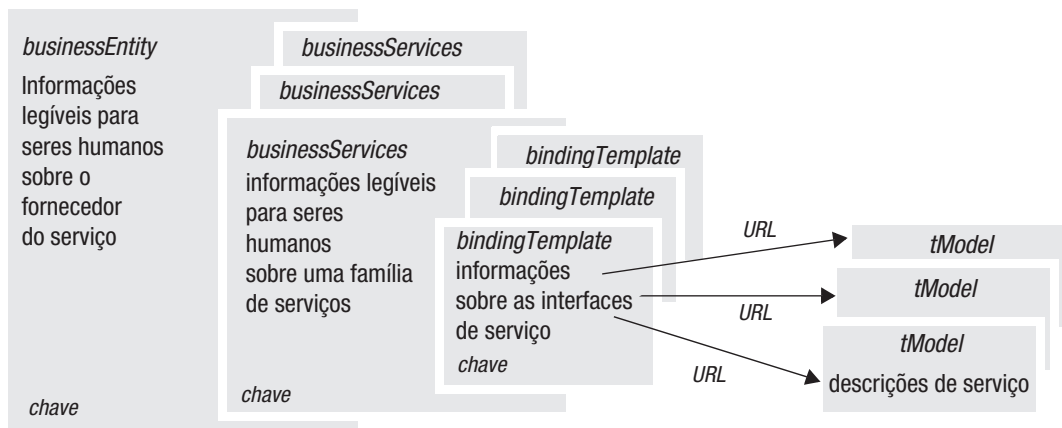 businessEntity
Informações
legíveis para
seres humanos
sobre o
fornecedor
do serviço
chave
businessServices
businessServices
businessServices
informações legíveis
para seres
humanos
sobre uma família
de serviços
chave
bindingTemplate
bindingTemplate
bindingTemplate
informações
sobre as interfaces
de serviço
chave
URL
URL
URL
tModel
tModel
tModel
descrições de serviço